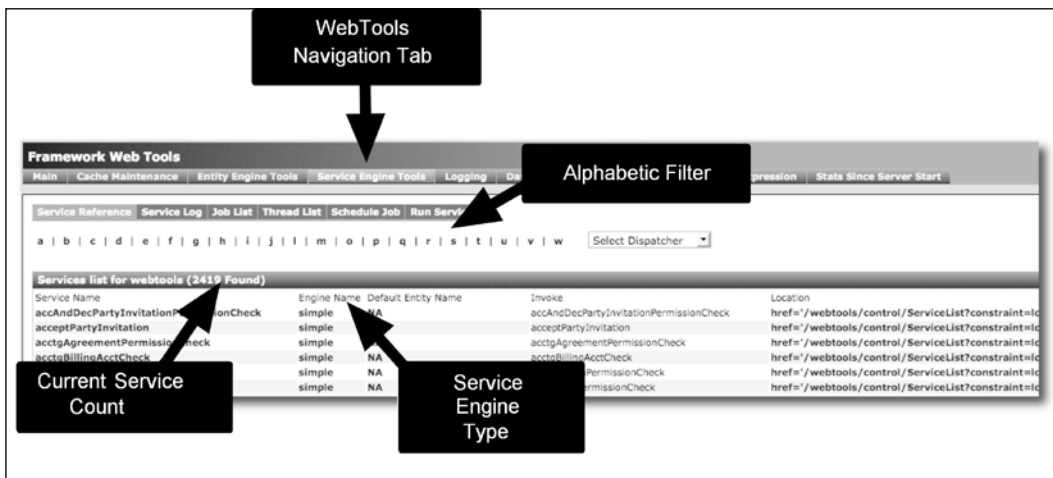 WebTools
Navigation Tab
Framework Web Tools
Main Cache Maintenance Entity Engine Tools Service Engine Tools Logging Stats Since Server Start
Alphabetic Filter
Service Reference Service Log Job List Thread List Schedule Job Run
a | b | c | d | e | f | g | h | i | j | l | m | o | p | q | r | s | t | u | v | w Select Dispatcher
Services list for webtools (2419 Found)
Service Name Engine Name Default Entity Name Invoke Location
simple NA accAndDecPartyInvitationPermissionCheck href='/webtools/control/ServiceList?constraint=lo
acceptPartyInvitation simple acceptPartyInvitation href='/webtools/control/ServiceList?constraint=lo
simple NA acctgAgreementPermissionCheck href='/webtools/control/ServiceList?constraint=lo
acctgBillingAcctCheck simple NA acctgBillingAcctCheck href='/webtools/control/ServiceList?constraint=lo
simple NA href='/webtools/control/ServiceList?constraint=lo
simple NA href='/webtools/control/ServiceList?constraint=lo
Current Service
Count
Service
Engine
Type